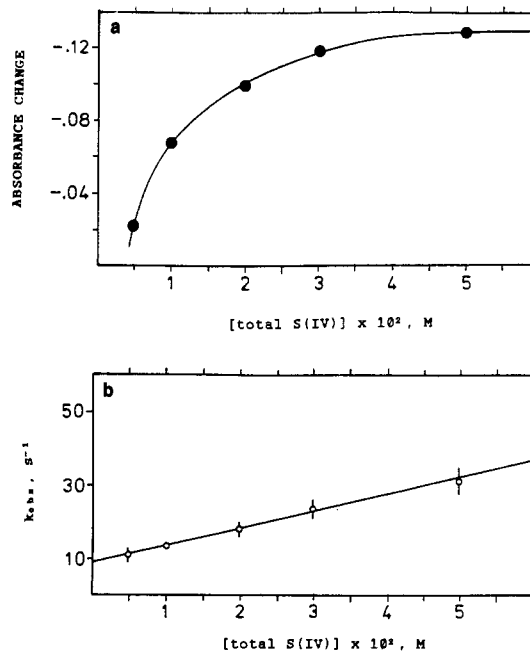 a
-.12
-.08
-.04
ABSORBANCE CHANGE
1 2 3 4 5
[total S(IV)] x 10², M
b
50
30
10
kobs, s⁻¹
1 2 3 4 5
[total S(IV)] x 10², M